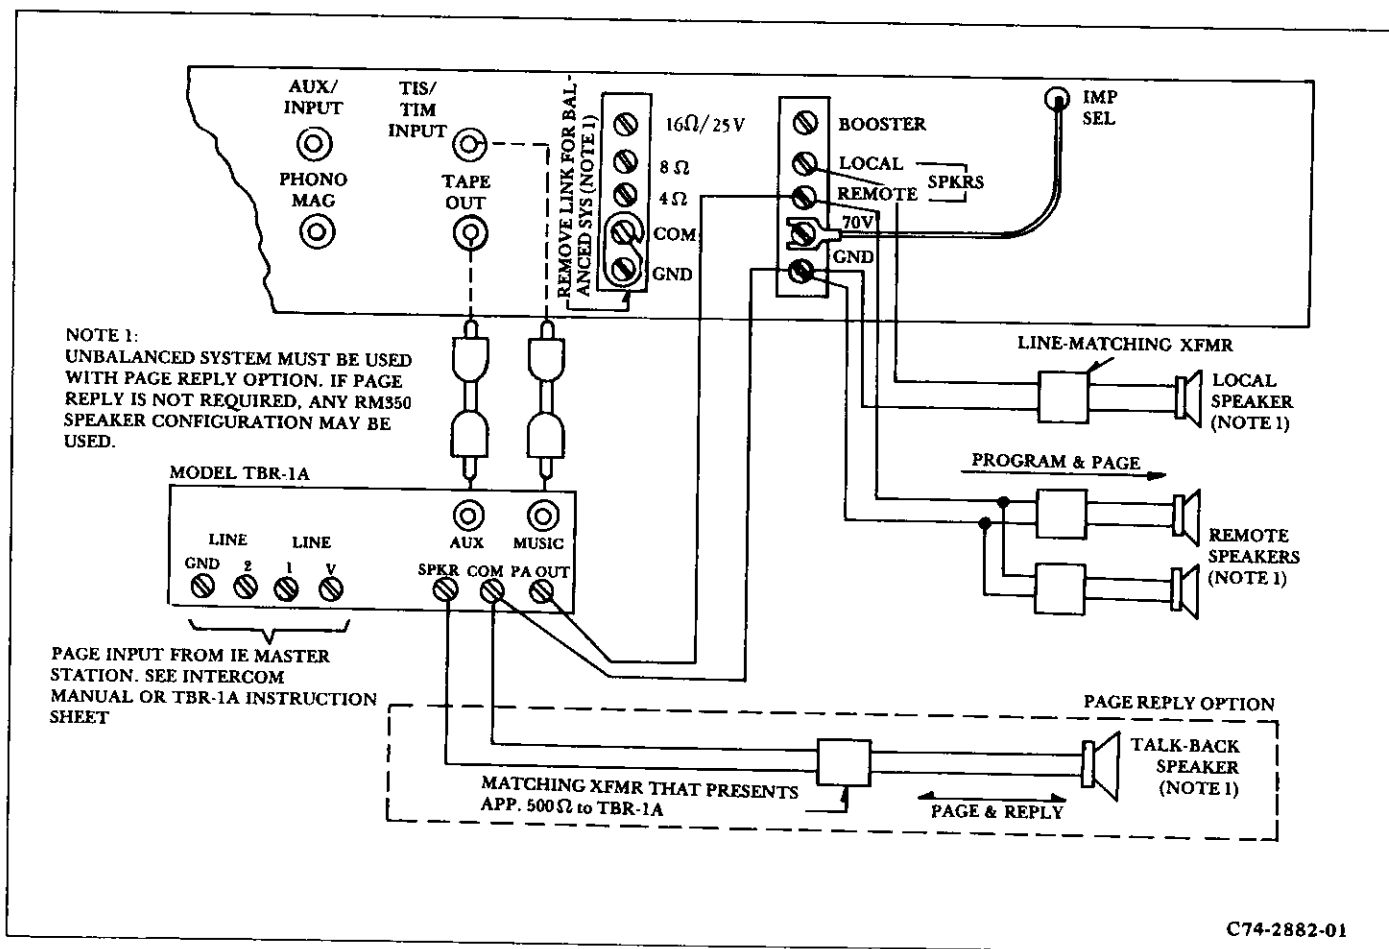 AUX/
INPUT
TIS/
TIM
INPUT
PHONO
MAG
TAPE
OUT
REMOVE LINK FOR BAL-
ANCED SYS (NOTE 1)
16Ω/25V
8Ω
4Ω
COM
GND
BOOSTER
LOCAL
REMOTE
SPKRS
70V
GND
IMP
SEL
NOTE 1:
UNBALANCED SYSTEM MUST BE USED
WITH PAGE REPLY OPTION. IF PAGE
REPLY IS NOT REQUIRED, ANY RM350
SPEAKER CONFIGURATION MAY BE
USED.
LINE-MATCHING XFMR
LOCAL
SPEAKER
(NOTE 1)
PROGRAM & PAGE
REMOTE
SPEAKERS
(NOTE 1)
MODEL TBR-1A
AUX
MUSIC
LINE
LINE
GND
2
1
V
SPKR
COM
PA OUT
PAGE INPUT FROM IE MASTER
STATION. SEE INTERCOM
MANUAL OR TBR-1A INSTRUCTION
SHEET
PAGE REPLY OPTION
TALK-BACK
SPEAKER
(NOTE 1)
MATCHING XFMR THAT PRESENTS
APP. 500Ω to TBR-1A
PAGE & REPLY
C74-2882-01